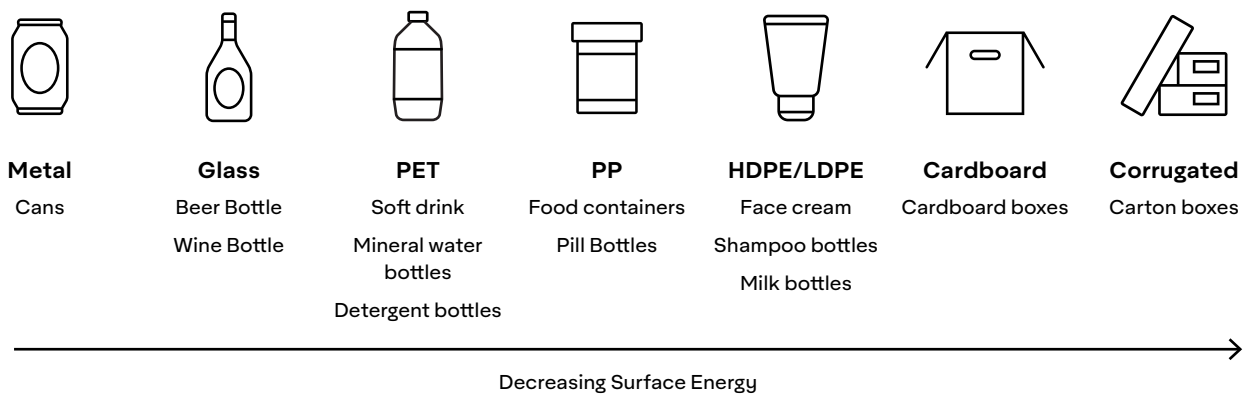 Metal
Cans
Glass
Beer Bottle
Wine Bottle
PET
Soft drink
Mineral water
bottles
Detergent bottles
PP
Food containers
Pill Bottles
HDPE/LDPE
Face cream
Shampoo bottles
Milk bottles
Cardboard
Cardboard boxes
Corrugated
Carton boxes
Decreasing Surface Energy